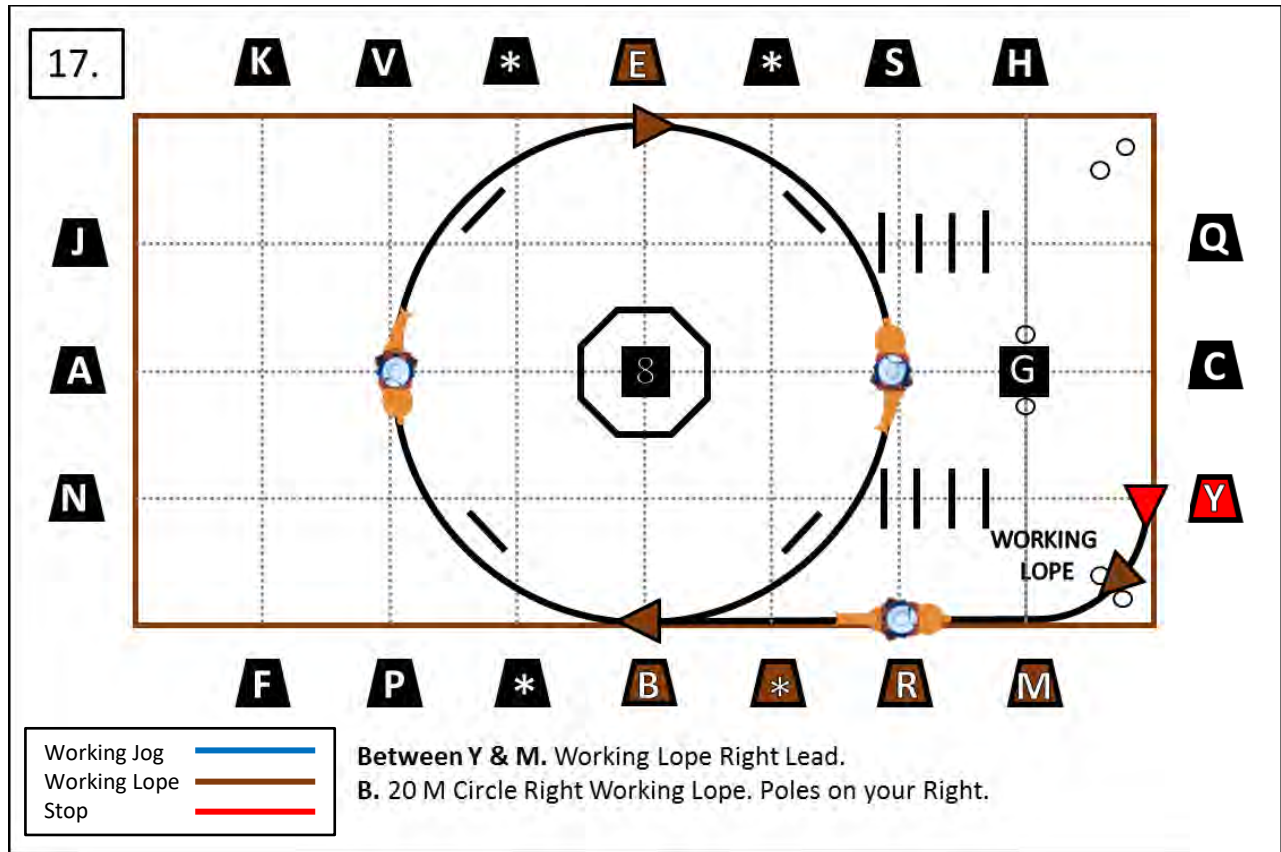 17.
K V * E * S H
J Q
A 8 G C
N Y
WORKING
LOPE
F P * B * R M
Working Jog
Working Lope
Stop
Between Y & M. Working Lope Right Lead.
B. 20 M Circle Right Working Lope. Poles on your Right.